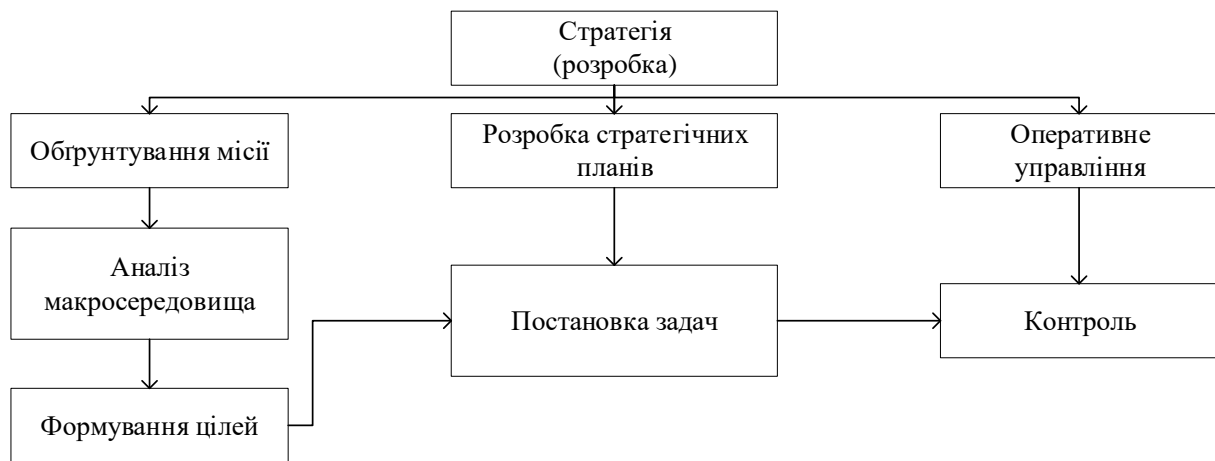 Стратегія
(розробка)
Обґрунтування місії
Розробка стратегічних
планів
Оперативне
управління
Аналіз
макросередовища
Постановка задач
Контроль
Формування цілей